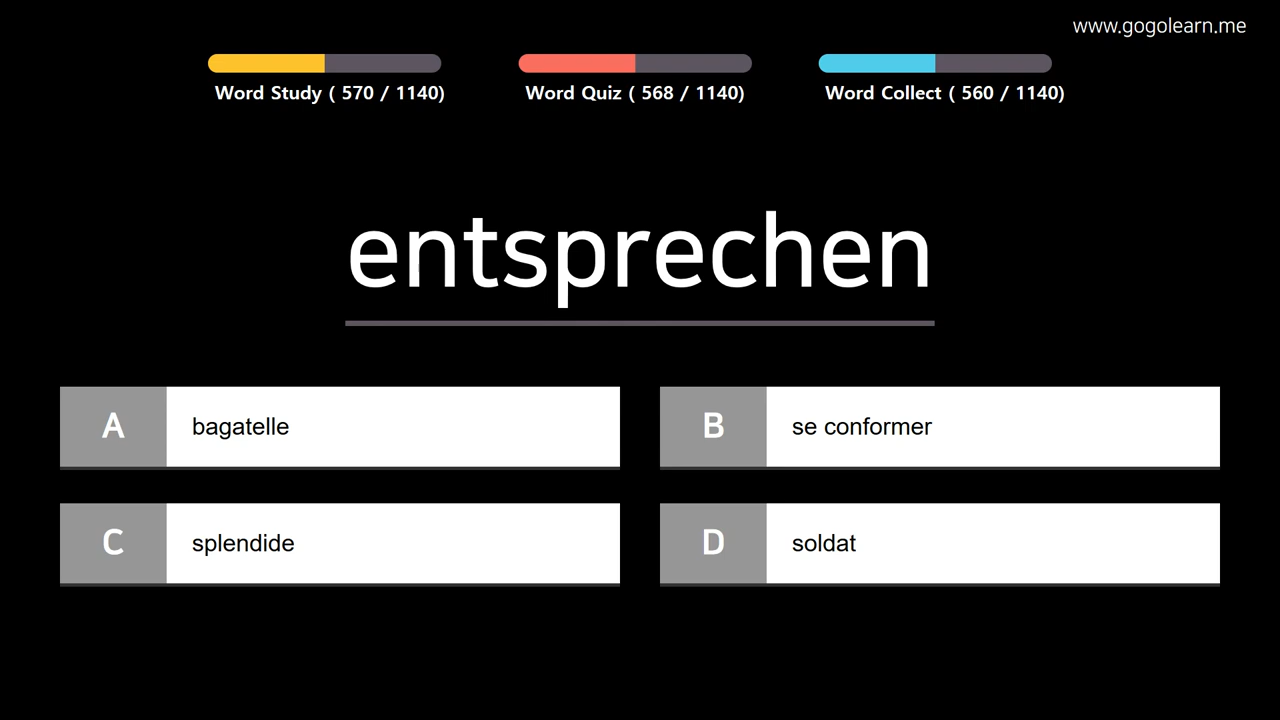 www.gogolearn.me
Word Study ( 570 / 1140)
Word Quiz ( 568 / 1140)
Word Collect ( 560 / 1140)
entsprechen
A bagatelle
B se conformer
C splendide
D soldat